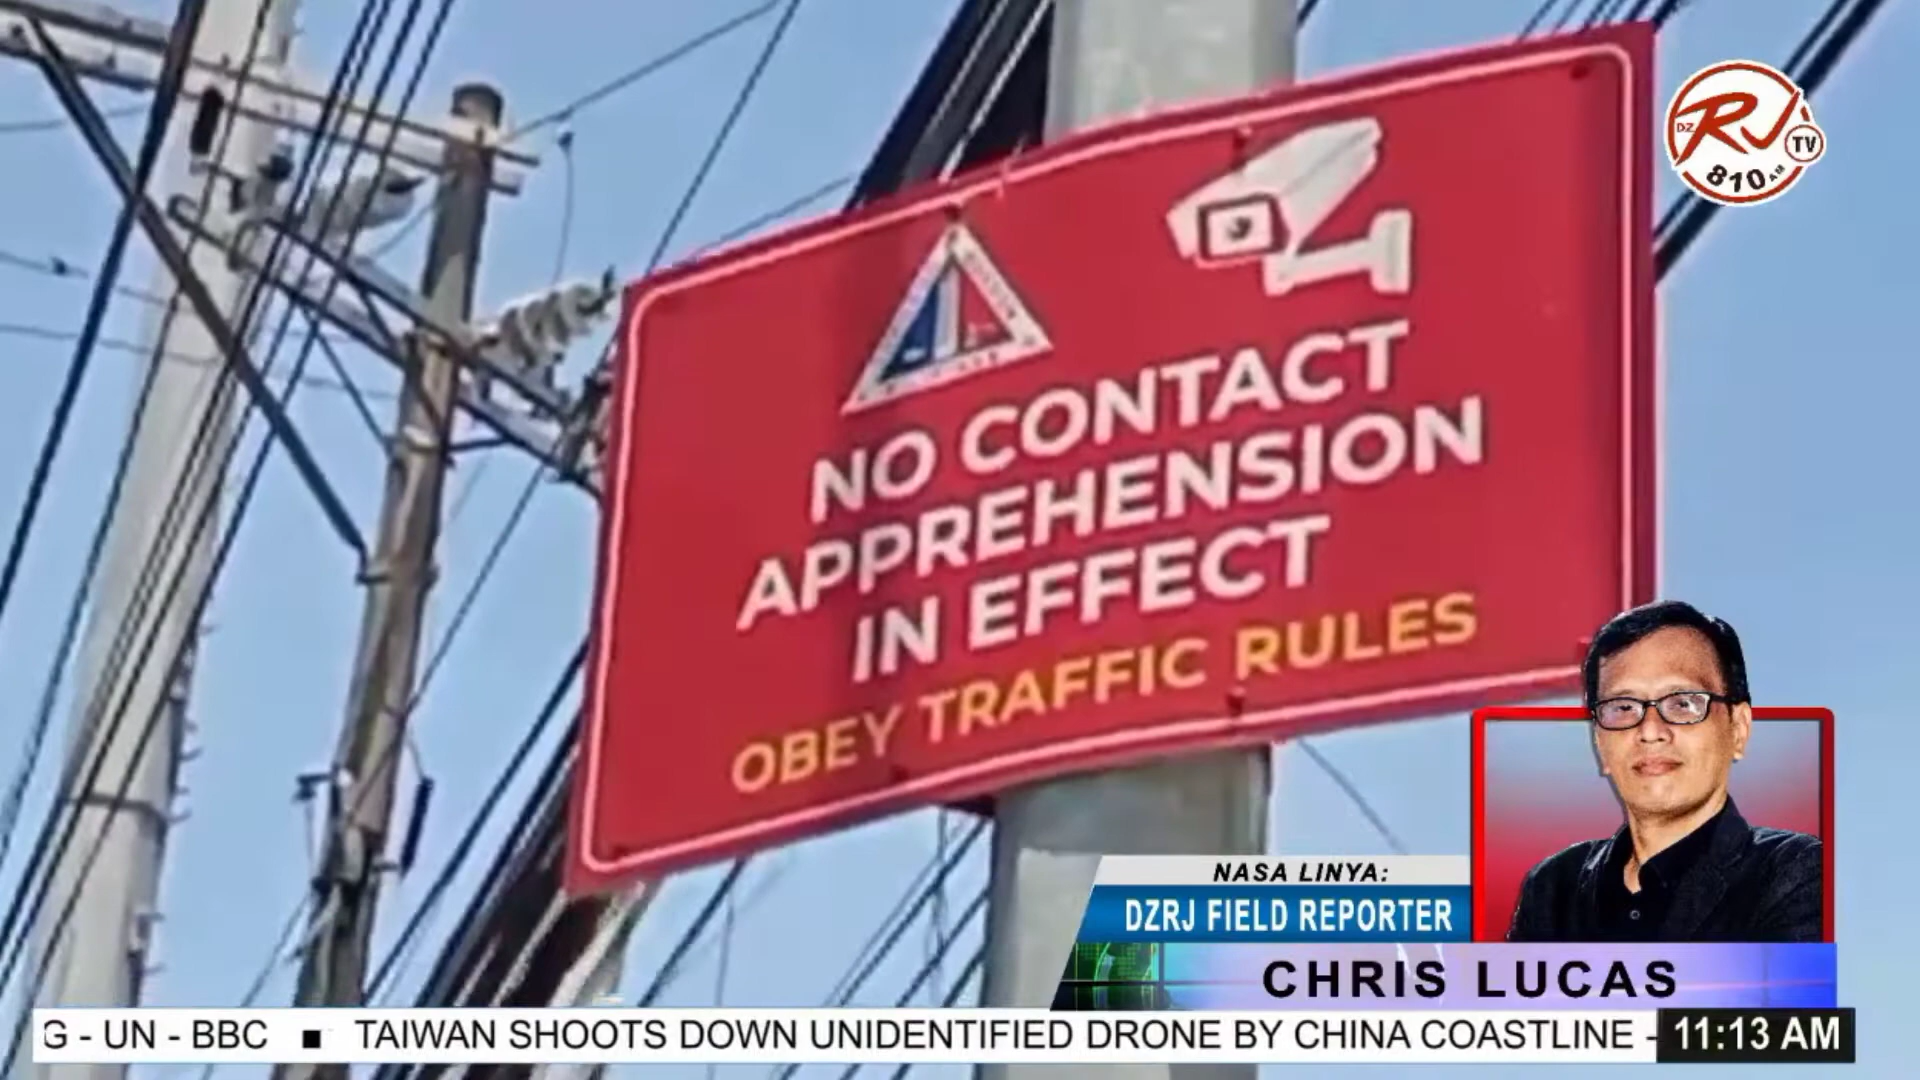 DZ RJ TV
810 AM
NO CONTACT
APPREHENSION
IN EFFECT
OBEY TRAFFIC RULES
NASA LINYA:
DZRJ FIELD REPORTER
CHRIS LUCAS
G - UN - BBC ■ TAIWAN SHOOTS DOWN UNIDENTIFIED DRONE BY CHINA COASTLINE -
11:13 AM